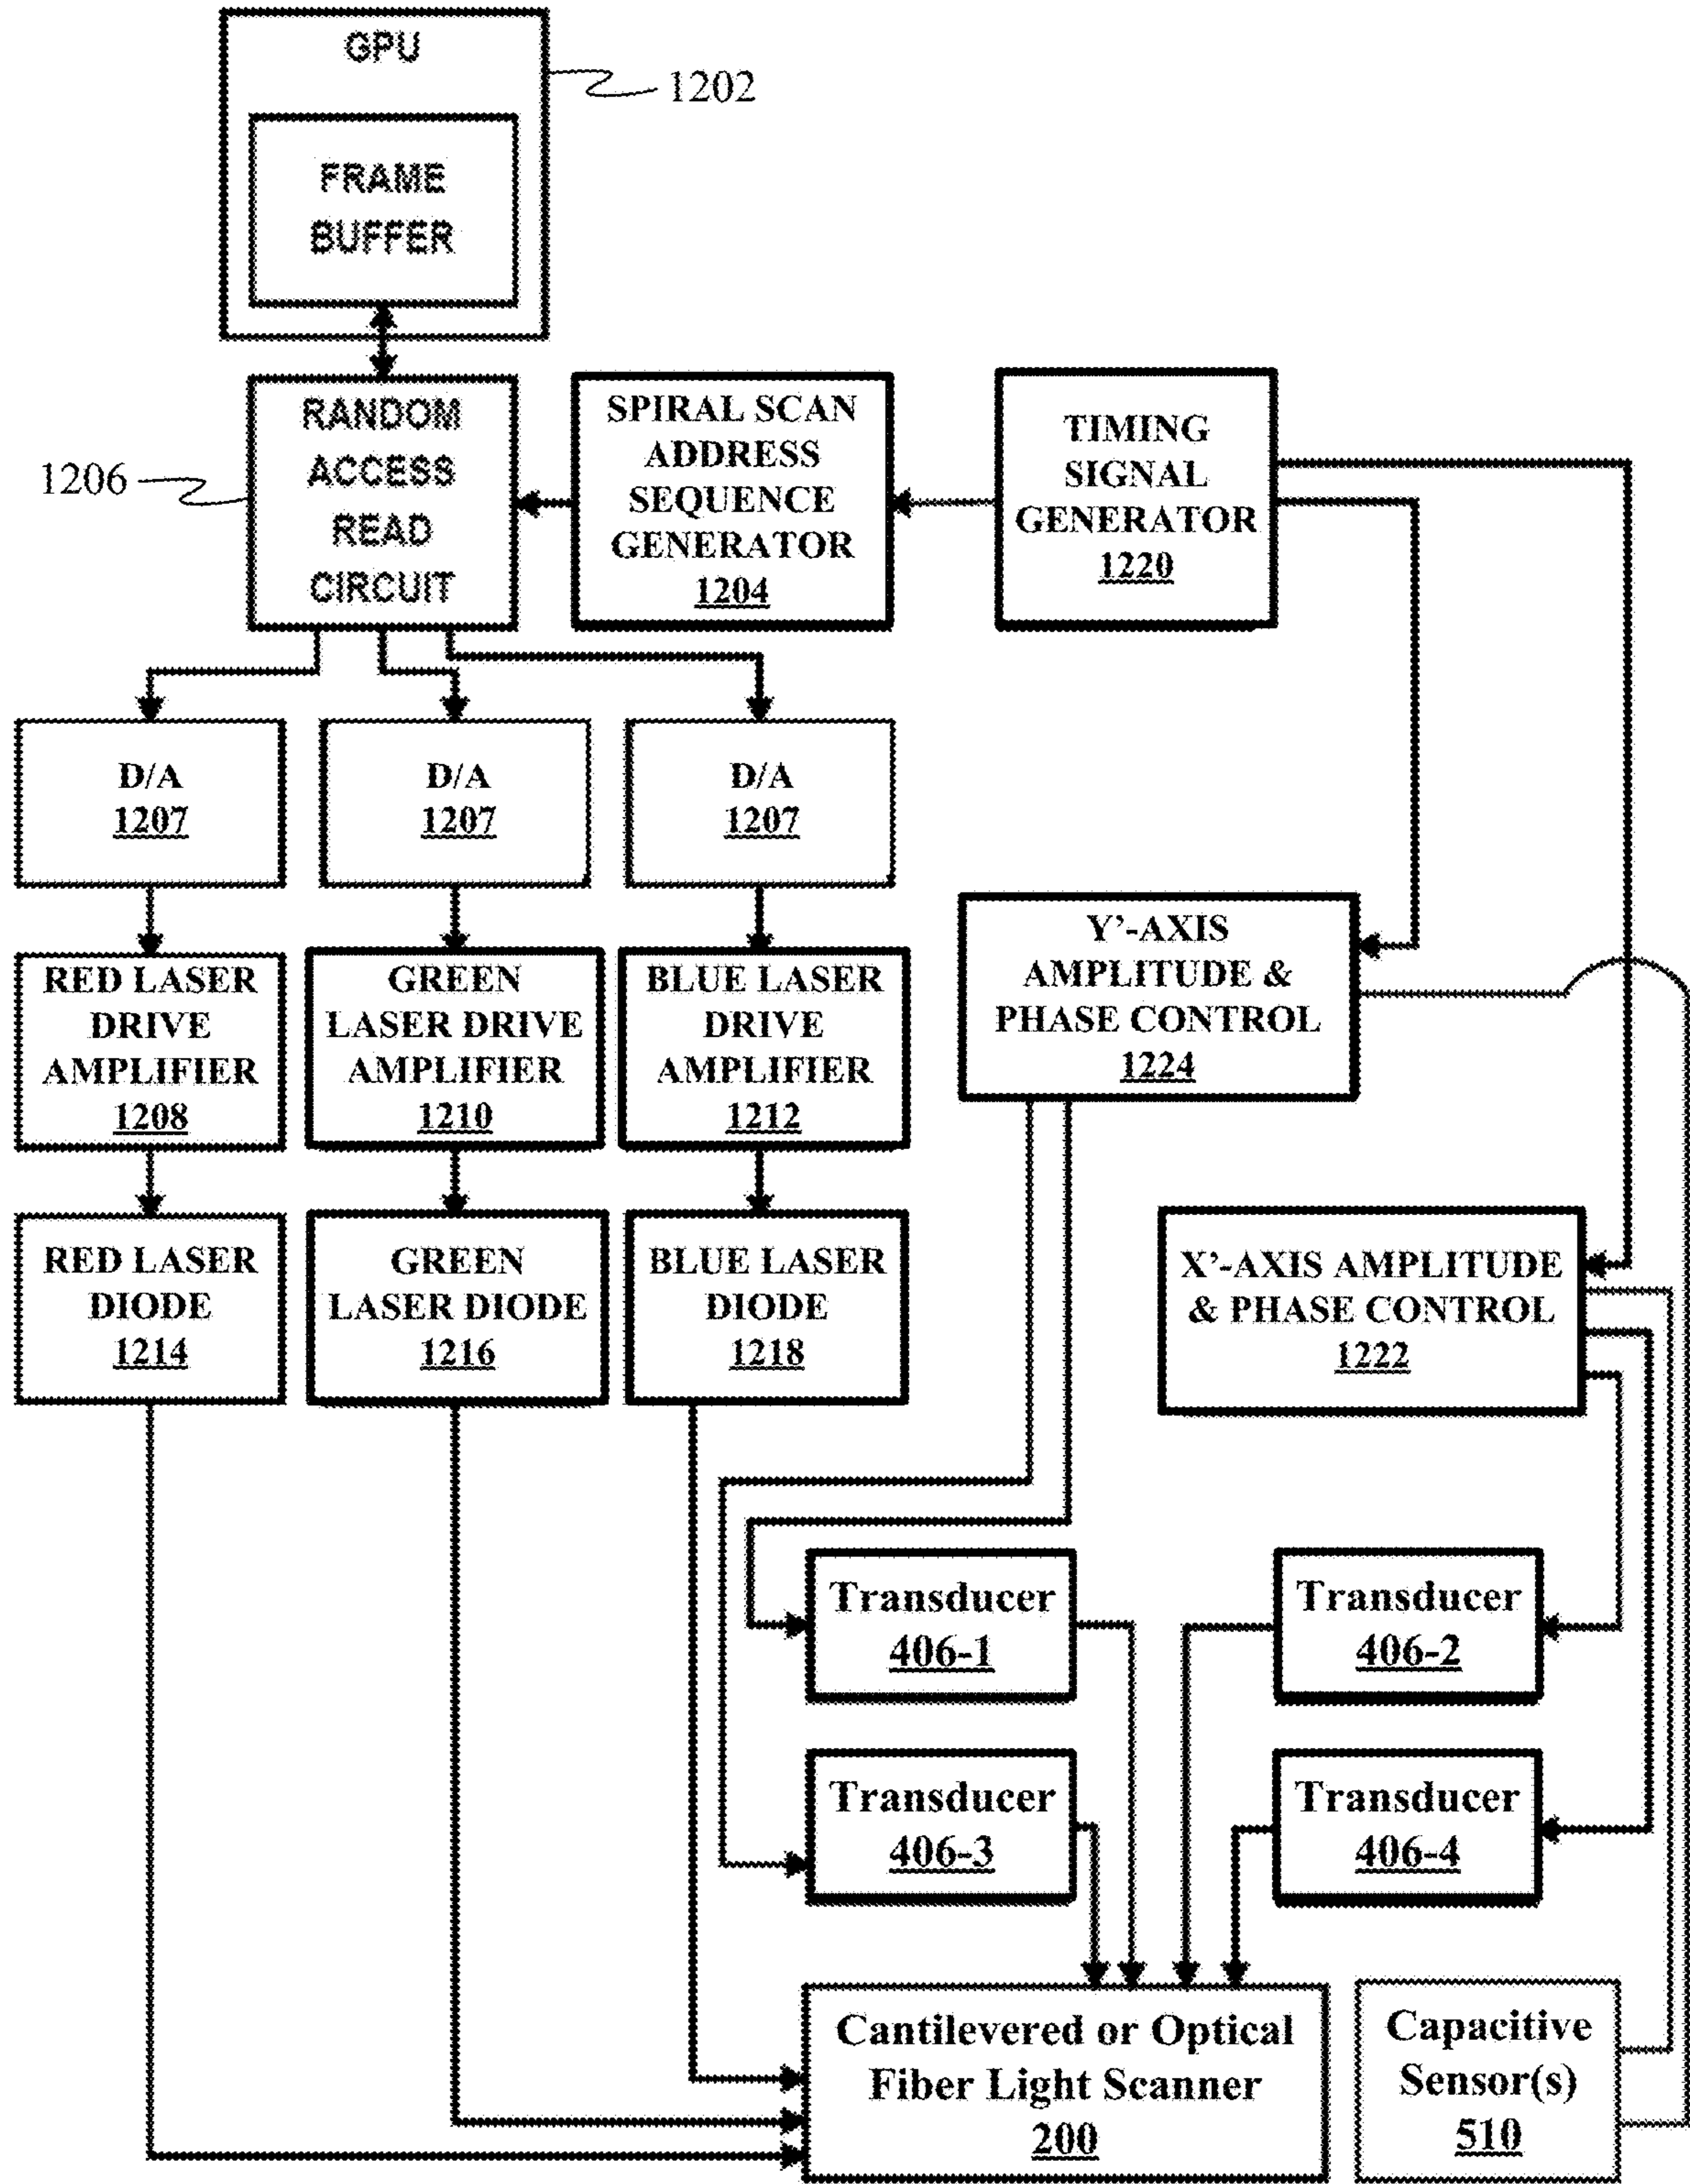 GPU
1202
FRAME
BUFFER
RANDOM
ACCESS
READ
CIRCUIT
1206
SPIRAL SCAN
ADDRESS
SEQUENCE
GENERATOR
1204
TIMING
SIGNAL
GENERATOR
1220
D/A
1207
D/A
1207
D/A
1207
Y’-AXIS
AMPLITUDE &
PHASE CONTROL
1224
RED LASER
DRIVE
AMPLIFIER
1208
GREEN
LASER DRIVE
AMPLIFIER
1210
BLUE LASER
DRIVE
AMPLIFIER
1212
RED LASER
DIODE
1214
GREEN
LASER DIODE
1216
BLUE LASER
DIODE
1218
X’-AXIS AMPLITUDE
& PHASE CONTROL
1222
Transducer
406-1
Transducer
406-2
Transducer
406-3
Transducer
406-4
Cantilevered or Optical
Fiber Light Scanner
200
Capacitive
Sensor(s)
510